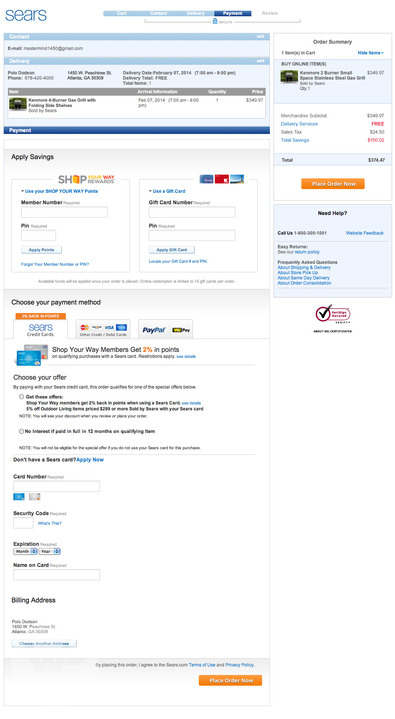 sears
Cart Contact Delivery Payment Review
SECURE
Contact edit
E-mail: mastermind1450@gmail.com
Delivery edit
Polo Dodson
Phone: 678-420-4000
1450 W. Peachtree St.
Atlanta, GA 30309
Delivery Date: February 07, 2014 (7:00 am - 9:00 pm)
Delivery Total: FREE
Total Items: 1
Item Arrival Information Quantity Price
Kenmore 4-Burner Gas Grill with Folding Side Shelves
Sold by Sears
Feb 07, 2014 (7:00 am - 9:00 pm)
1
$349.97
Payment
Apply Savings
SHOP YOUR WAY REWARDS
Use your SHOP YOUR WAY Points
Member Number Required
Pin Required
Apply Points
Forgot Your Member Number or PIN?
Use a Gift Card
Gift Card Number Required
Pin Required
Apply Gift Card
Locate your Gift Card # and PIN
Available funds will be applied once your order is placed. Online redemption is limited to 15 gift cards per order.
Choose your payment method
2% BACK IN POINTS
sears
Credit Cards
Other Credit / Debit Cards
PayPal
Shop Your Way Members Get 2% in points
on qualifying purchases with a Sears card. Restrictions apply. see details
Choose your offer
By paying with your Sears credit card, this order qualifies for one of the special offers below.
Get these offers:
Shop Your Way members get 2% back in points when using a Sears Card. see details
5% off Outdoor Living items priced $299 or more Sold by Sears with your Sears card
NOTE: You will see your discount when you review or place your order.
No Interest if paid in full in 12 months on qualifying item
NOTE: You will not be eligible for the special offer if you do not use your Sears card for this purchase.
Don't have a Sears card? Apply Now
Card Number Required
Security Code Required
What's This?
Expiration Required
Month Year
Name on Card Required
Billing Address
Polo Dodson
1450 W. Peachtree St.
Atlanta, GA 30309
Choose Another Address
By placing this order, I agree to the Sears.com Terms of Use and Privacy Policy.
Place Order Now
Order Summary
1 Item(s) in Cart Hide Items
BUY ONLINE ITEM(S)
Kenmore 2 Burner Small Space Stainless Steel Gas Grill
Sold by Sears
Qty:1
$349.97
Merchandise Subtotal $349.97
Delivery Services FREE
Sales Tax $24.50
Total Savings $150.02
Total $374.47
Place Order Now
Need Help?
Call Us 1-800-305-1001 Website Feedback
Easy Returns:
See our return policy
Frequently Asked Questions
About Shipping & Delivery
About Store Pick Up
About Same Day Delivery
About Order Consolidation
VeriSign Secured
VERIFY
ABOUT SSL CERTIFICATES